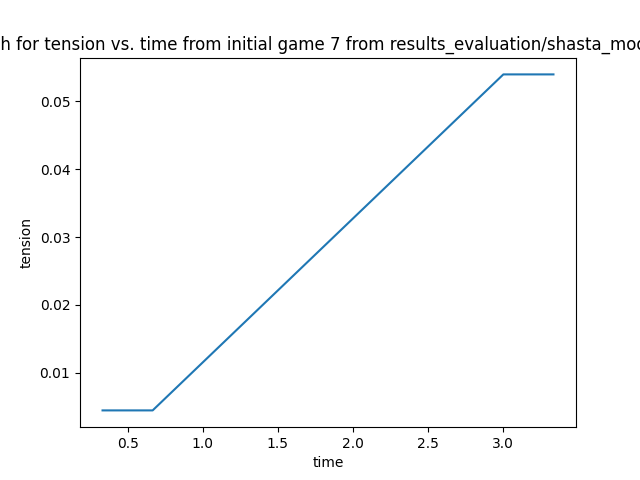 h for tension vs. time from initial game 7 from results_evaluation/shasta_mo
0.05
0.04
0.03
0.02
0.01
tension
0.5 1.0 1.5 2.0 2.5 3.0
time